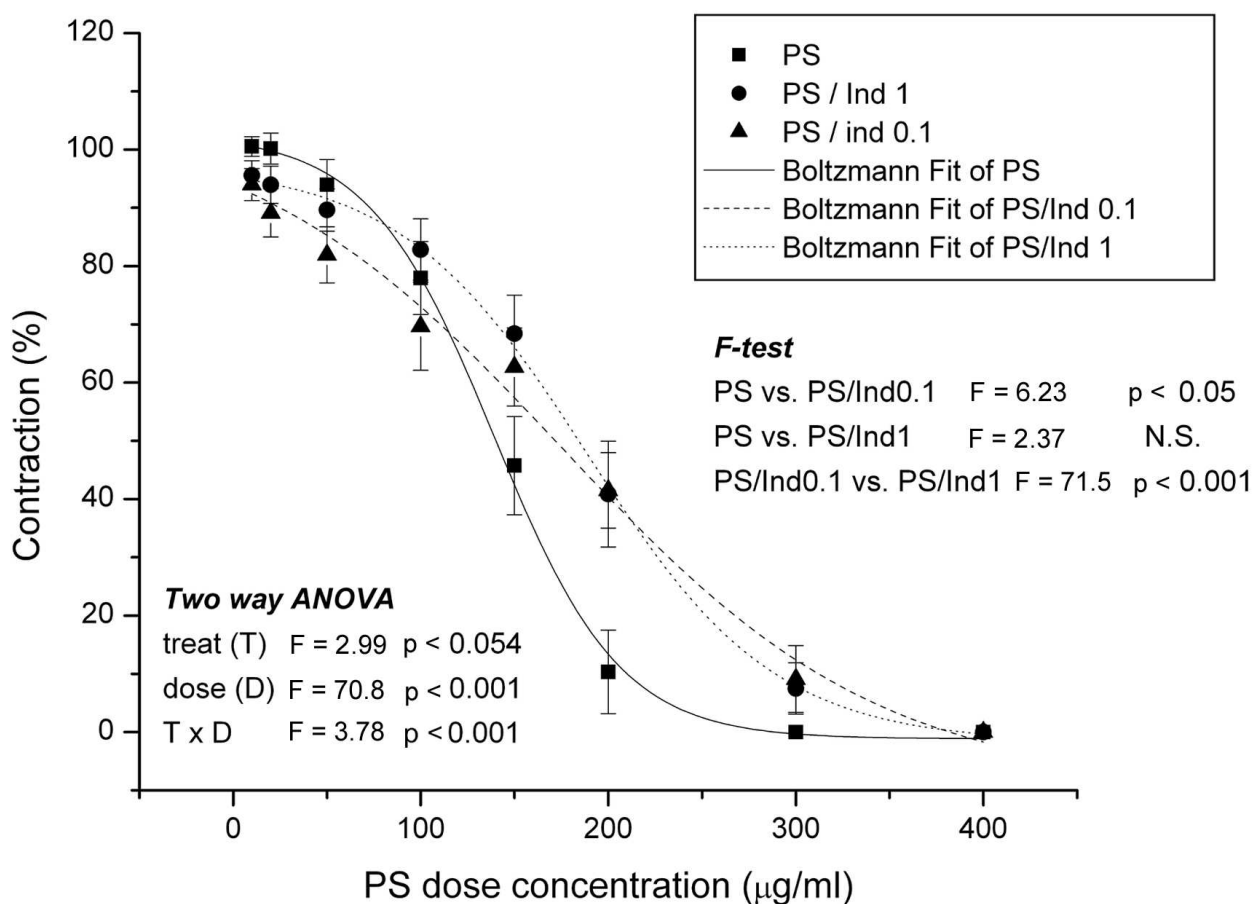 120
100
80
60
40
20
0
Contraction (%)
PS
PS / Ind 1
PS / ind 0.1
Boltzmann Fit of PS
Boltzmann Fit of PS/Ind 0.1
Boltzmann Fit of PS/Ind 1
F-test
PS vs. PS/Ind0.1 F = 6.23 p < 0.05
PS vs. PS/Ind1 F = 2.37 N.S.
PS/Ind0.1 vs. PS/Ind1 F = 71.5 p < 0.001
Two way ANOVA
treat (T) F = 2.99 p < 0.054
dose (D) F = 70.8 p < 0.001
T x D F = 3.78 p < 0.001
0 100 200 300 400
PS dose concentration (μg/ml)